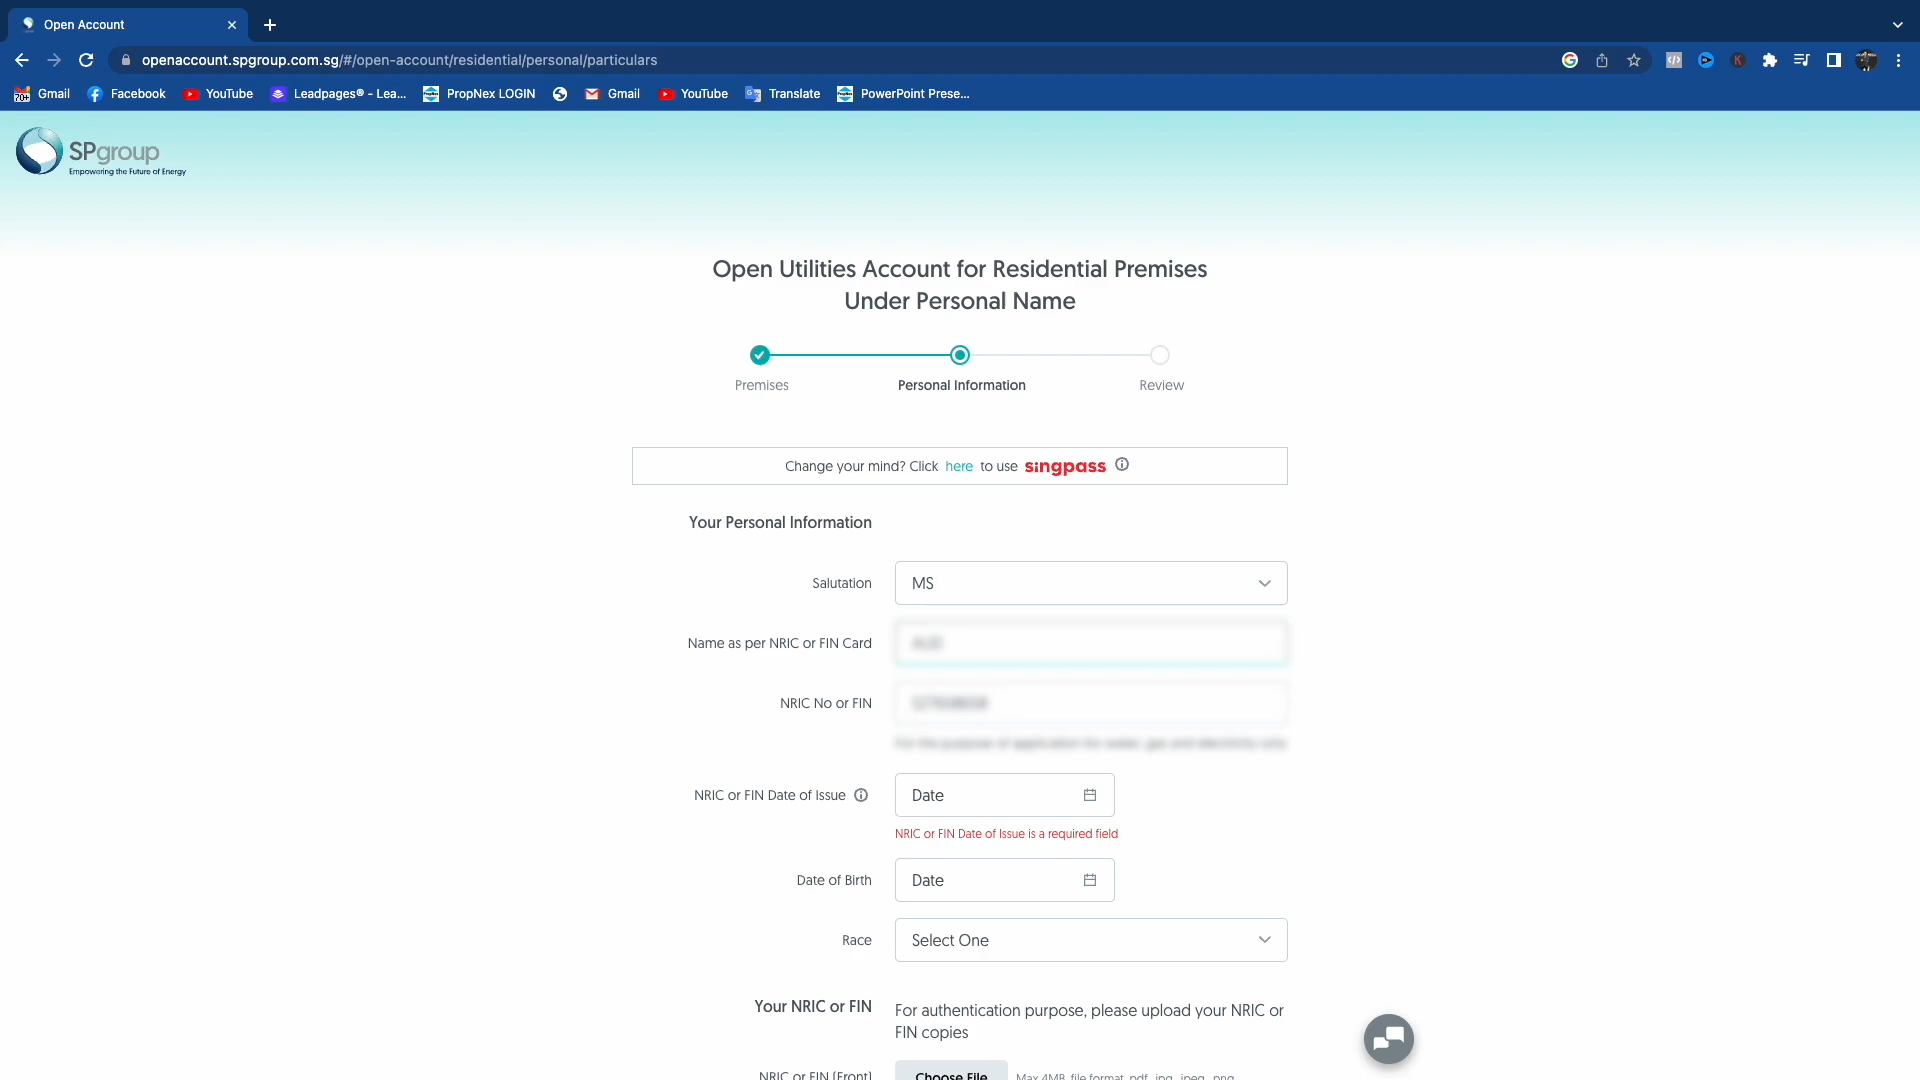 Open Account
openaccount.spgroup.com.sg/#/open-account/residential/personal/particulars
Gmail
Facebook
YouTube
Leadpages® - Lea...
PropNex LOGIN
Gmail
YouTube
Translate
PowerPoint Prese...
SPgroup
Empowering the Future of Energy
Open Utilities Account for Residential Premises
Under Personal Name
Premises
Personal Information
Review
Change your mind? Click here to use singpass
Your Personal Information
Salutation
MS
Name as per NRIC or FIN Card
NRIC No or FIN
NRIC or FIN Date of Issue
Date
NRIC or FIN Date of Issue is a required field
Date of Birth
Date
Race
Select One
Your NRIC or FIN
For authentication purpose, please upload your NRIC or
FIN copies
NRIC or FIN (Front)
Choose File
Max 4MB, file format .pdf, .jpg, .jpeg, .png